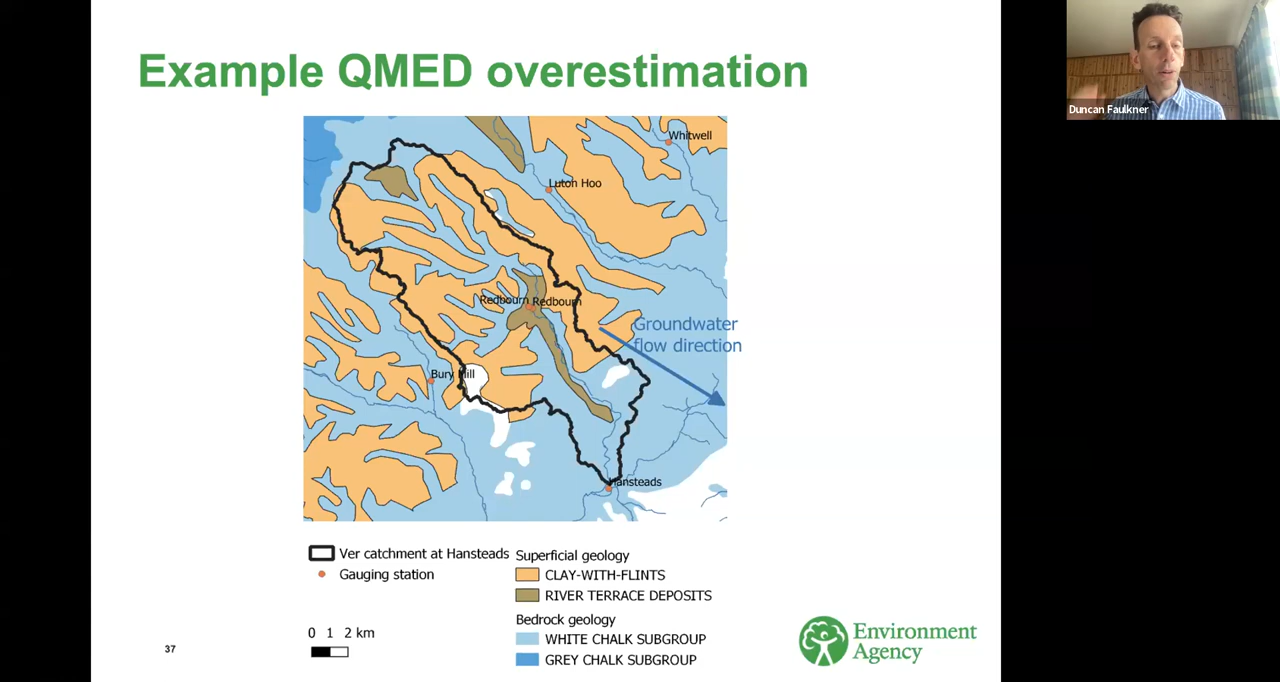 Example QMED overestimation
Duncan Faulkner
Whitwell
Luton Hoo
Redbourn Redbourn
Groundwater
flow direction
Bury Mill
Hansteads
Ver catchment at Hansteads
Gauging station
0 1 2 km
Superficial geology
CLAY-WITH-FLINTS
RIVER TERRACE DEPOSITS
Bedrock geology
WHITE CHALK SUBGROUP
GREY CHALK SUBGROUP
37
Environment
Agency